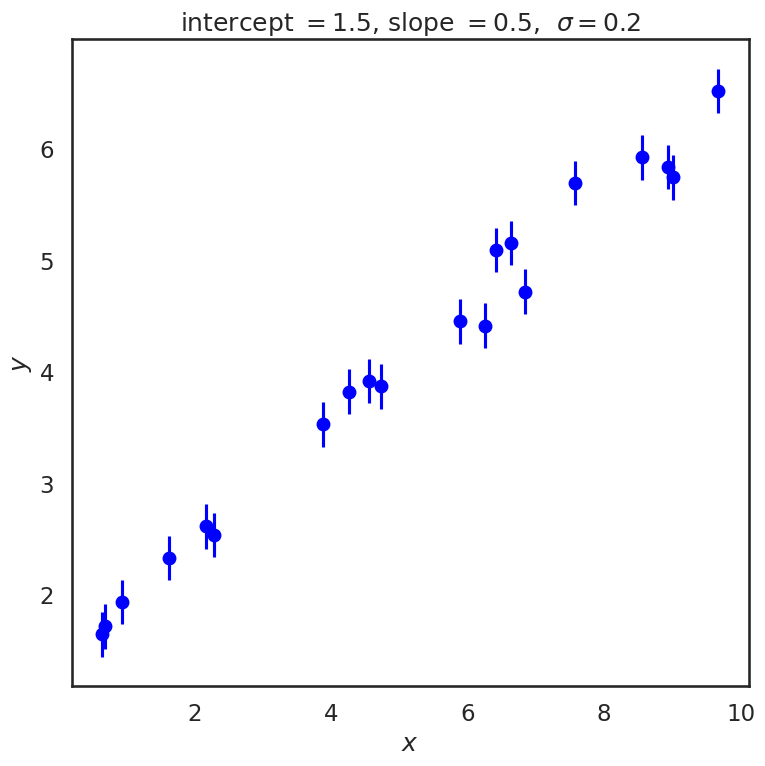 intercept = 1.5, slope = 0.5, σ = 0.2
6
5
4
3
2
y
2 4 6 8 10
x